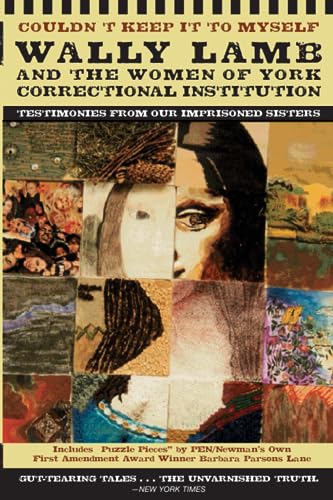 COULDN'T KEEP IT TO MYSELF
WALLY LAMB
AND THE WOMEN OF YORK
CORRECTIONAL INSTITUTION
TESTIMONIES FROM OUR IMPRISONED SISTERS
Includes "Puzzle Pieces" by PEN/Newman's Own
First Amendment Award Winner Barbara Parsons Lane
GUT-TEARING TALES . . . THE UNVARNISHED TRUTH.
—NEW YORK TIMES